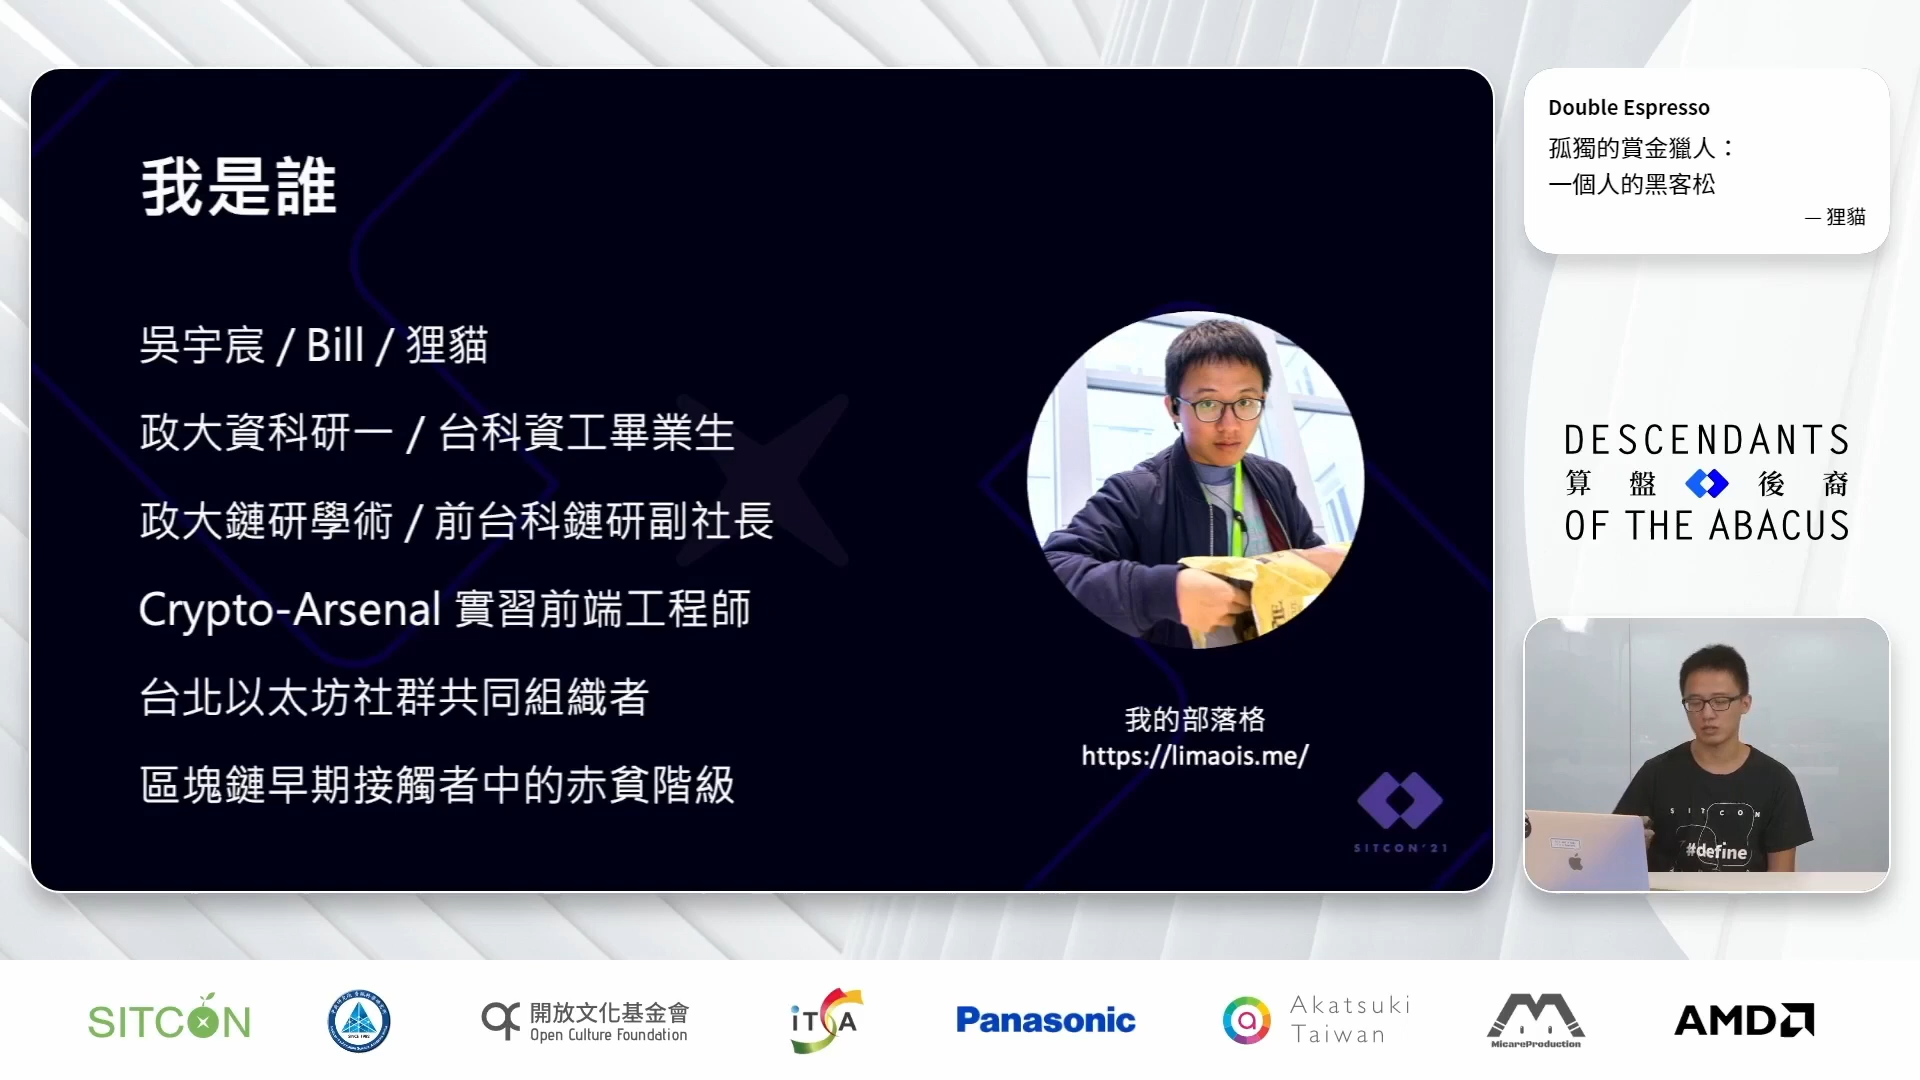 我是誰
吳宇宸 / Bill / 狸貓
政大資科研一 / 台科資工畢業生
政大鏈研學術 / 前台科鏈研副社長
Crypto-Arsenal 實習前端工程師
台北以太坊社群共同組織者
區塊鏈早期接觸者中的赤貧階級
我的部落格
https://limaois.me/
SITCON'21
Double Espresso
孤獨的賞金獵人：
一個人的黑客松
— 狸貓
DESCENDANTS
算盤後裔
OF THE ABACUS
SITCON
#define
SITCON
開放文化基金會
Open Culture Foundation
iTSA
Panasonic
Akatsuki
Taiwan
MicareProduction
AMD